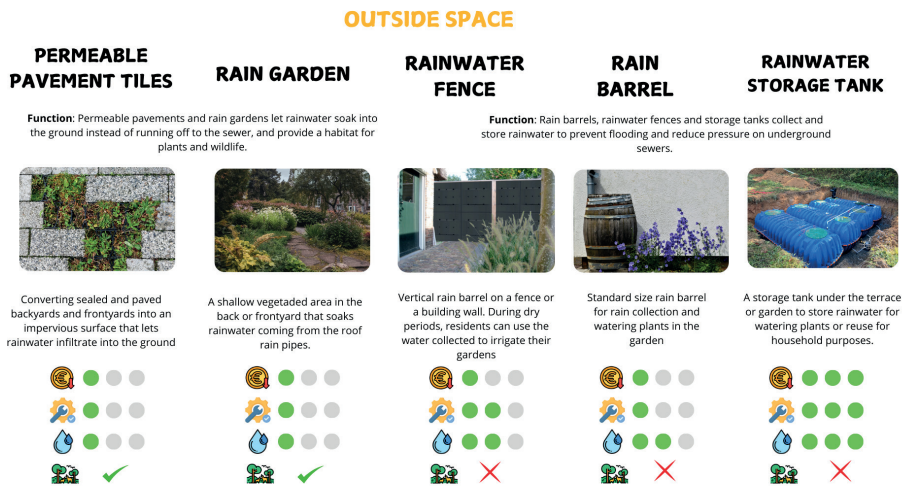 OUTSIDE SPACE
PERMEABLE
PAVEMENT TILES
RAIN GARDEN
RAINWATER
FENCE
RAIN
BARREL
RAINWATER
STORAGE TANK
Function: Permeable pavements and rain gardens let rainwater soak into
the ground instead of running off to the sewer, and provide a habitat for
plants and wildlife.
Function: Rain barrels, rainwater fences and storage tanks collect and
store rainwater to prevent flooding and reduce pressure on underground
sewers.
Converting sealed and paved
backyards and frontyards into an
impervious surface that lets
rainwater infiltrate into the ground
A shallow vegetaded area in the
back or frontyard that soaks
rainwater coming from the roof
rain pipes.
Vertical rain barrel on a fence or
a building wall. During dry
periods, residents can use the
water collected to irrigate their
gardens
Standard size rain barrel
for rain collection and
watering plants in the
garden
A storage tank under the terrace
or garden to store rainwater for
watering plants or reuse for
household purposes.